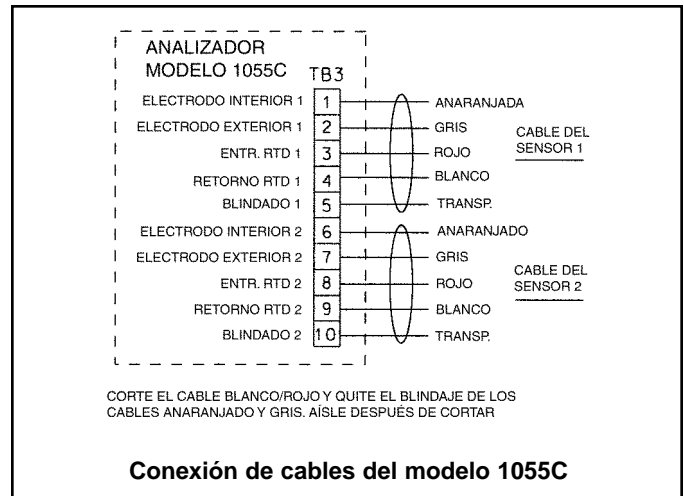 ANALIZADOR
MODELO 1055C
TB3
ELECTRODO INTERIOR 1 1 ANARANJADA
ELECTRODO EXTERIOR 1 2 GRIS
ENTR. RTD 1 3 ROJO
RETORNO RTD 1 4 BLANCO
BLINDADO 1 5 TRANSP.
CABLE DEL
SENSOR 1
ELECTRODO INTERIOR 2 6 ANARANJADO
ELECTRODO EXTERIOR 2 7 GRIS
ENTR. RTD 2 8 ROJO
RETORNO RTD 2 9 BLANCO
BLINDADO 2 10 TRANSP.
CABLE DEL
SENSOR 2
CORTE EL CABLE BLANCO/ROJO Y QUITE EL BLINDAJE DE LOS
CABLES ANARANJADO Y GRIS. AÍSLE DESPUÉS DE CORTAR
Conexión de cables del modelo 1055C